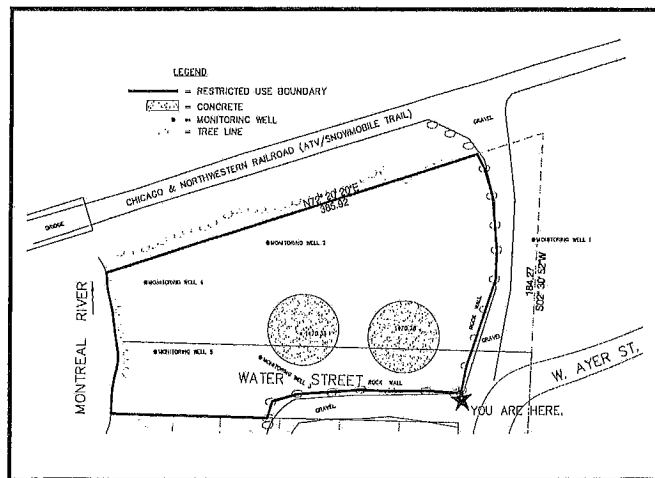 LEGEND
= RESTRICTED USE BOUNDARY
= CONCRETE
= MONITORING WELL
= TREE LINE
GRAVEL
CHICAGO & NORTHWESTERN RAILROAD (ATV/SNOWMOBILE TRAIL)
BRIDGE
N72° 20' 20"E
385.92
MONITORING WELL 2
MONITORING WELL 1
MONITORING WELL 4
184.27
S02° 30' 52"W
MONTREAL RIVER
ROCK WALL
GRAVEL
MONITORING WELL 5
MONITORING WELL
WATER STREET
ROCK WALL
GRAVEL
W. AYER ST.
YOU ARE HERE.